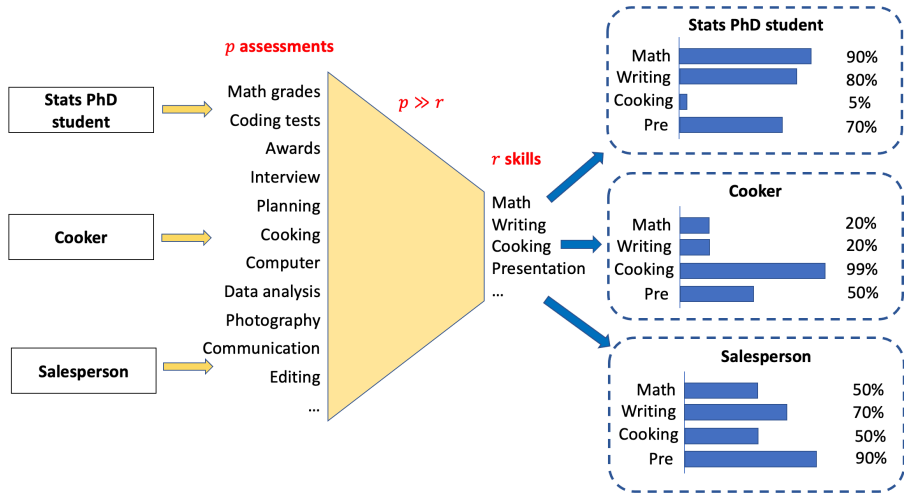 p assessments
Stats PhD
student
Cooker
Salesperson
Math grades
Coding tests
Awards
Interview
Planning
Cooking
Computer
Data analysis
Photography
Communication
Editing
...
p ≫ r
r skills
Math
Writing
Cooking
Presentation
...
Stats PhD student
Math 90%
Writing 80%
Cooking 5%
Pre 70%
Cooker
Math 20%
Writing 20%
Cooking 99%
Pre 50%
Salesperson
Math 50%
Writing 70%
Cooking 50%
Pre 90%